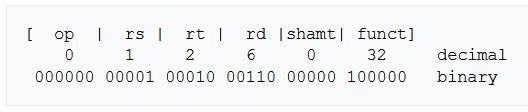 [ op | rs | rt | rd |shamt| funct]
0 1 2 6 0 32 decimal
000000 00001 00010 00110 00000 100000 binary